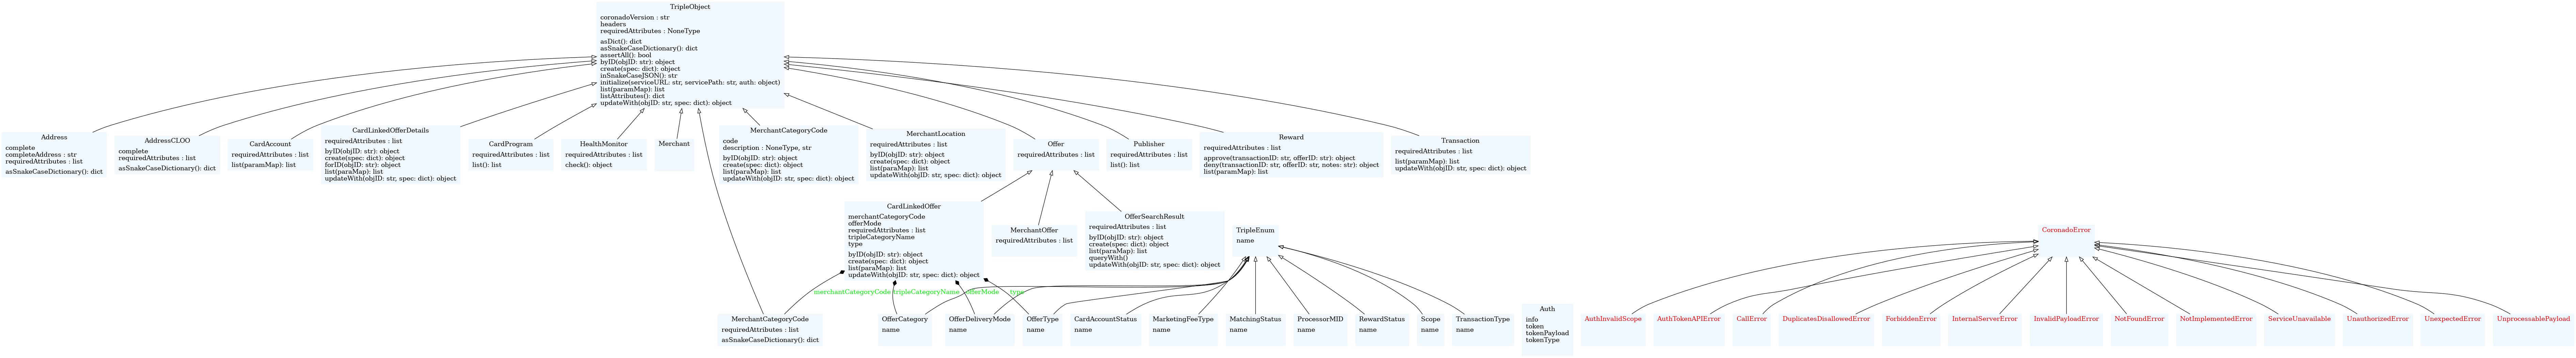 TripleObject
coronadoVersion : str
headers
requiredAttributes : NoneType
asDict(): dict
asSnakeCaseDictionary(): dict
assertAll(): bool
byID(objID: str): object
create(spec: dict): object
inSnakeCaseJSON(): str
initialize(serviceURL: str, servicePath: str, auth: object)
list(paramMap): list
listAttributes(): dict
updateWith(objID: str, spec: dict): object
Address
complete
completeAddress : str
requiredAttributes : list
asSnakeCaseDictionary(): dict
AddressCLOO
complete
requiredAttributes : list
asSnakeCaseDictionary(): dict
CardAccount
requiredAttributes : list
list(paramMap): list
CardLinkedOfferDetails
requiredAttributes : list
byID(objID: str): object
create(spec: dict): object
forID(objID: str): object
list(paraMap): list
updateWith(objID: str, spec: dict): object
CardProgram
requiredAttributes : list
list(): list
HealthMonitor
requiredAttributes : list
check(): object
Merchant
MerchantCategoryCode
code
description : NoneType, str
byID(objID: str): object
create(spec: dict): object
list(paraMap): list
updateWith(objID: str, spec: dict): object
MerchantLocation
requiredAttributes : list
byID(objID: str): object
create(spec: dict): object
list(paraMap): list
updateWith(objID: str, spec: dict): object
Offer
requiredAttributes : list
Publisher
requiredAttributes : list
list(): list
Reward
requiredAttributes : list
approve(transactionID: str, offerID: str): object
deny(transactionID: str, offerID: str, notes: str): object
list(paramMap): list
Transaction
requiredAttributes : list
list(paramMap): list
updateWith(objID: str, spec: dict): object
CardLinkedOffer
merchantCategoryCode
offerMode
requiredAttributes : list
tripleCategoryName
type
byID(objID: str): object
create(spec: dict): object
list(paraMap): list
updateWith(objID: str, spec: dict): object
MerchantOffer
requiredAttributes : list
OfferSearchResult
requiredAttributes : list
byID(objID: str): object
create(spec: dict): object
list(paraMap): list
queryWith()
updateWith(objID: str, spec: dict): object
TripleEnum
name
CoronadoError
merchantCategoryCode tripleCategoryName offerMode type
MerchantCategoryCode
requiredAttributes : list
asSnakeCaseDictionary(): dict
OfferCategory
name
OfferDeliveryMode
name
OfferType
name
CardAccountStatus
name
MarketingFeeType
name
MatchingStatus
name
ProcessorMID
name
RewardStatus
name
Scope
name
TransactionType
name
Auth
info
token
tokenPayload
tokenType
AuthInvalidScope
AuthTokenAPIError
CallError
DuplicatesDisallowedError
ForbiddenError
InternalServerError
InvalidPayloadError
NotFoundError
NotImplementedError
ServiceUnavailable
UnauthorizedError
UnexpectedError
UnprocessablePayload